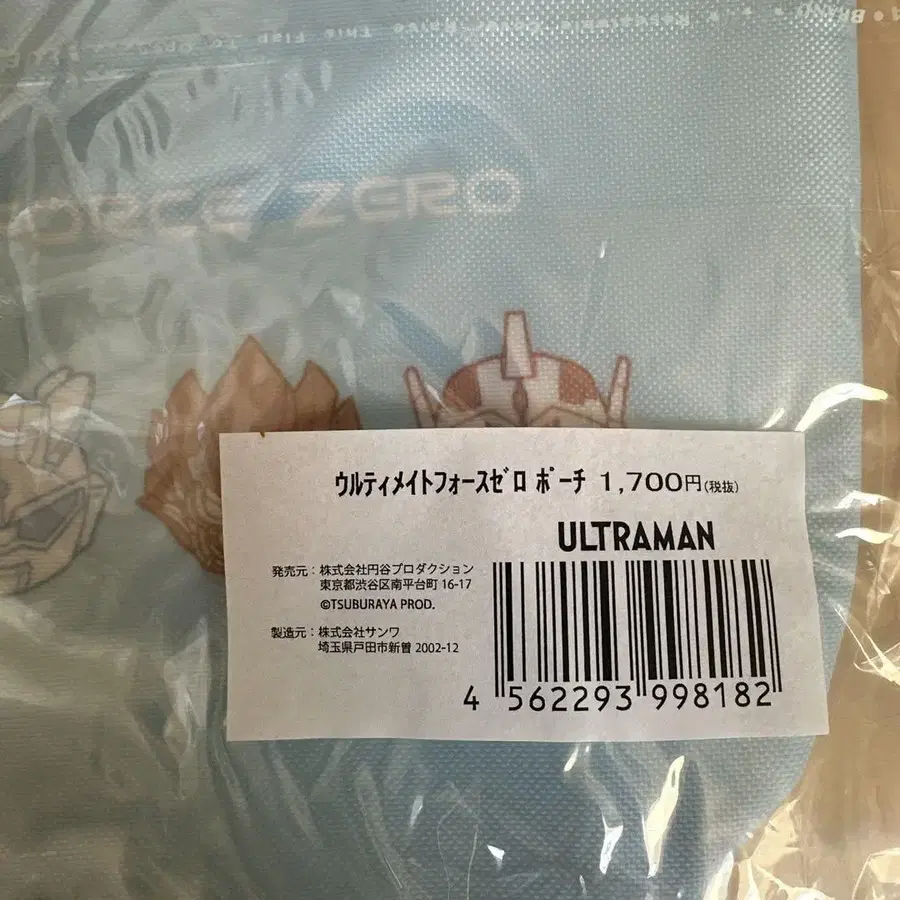 ORCE ZERO
ｳﾙﾃｨﾒｲﾄﾌｫｰｽｾﾞﾛ ﾎﾟｰﾁ 1,700円(税抜)
ULTRAMAN
発売元：株式会社円谷プロダクション
東京都渋谷区南平台町 16-17
©TSUBURAYA PROD.
製造元：株式会社サンワ
埼玉県戸田市新曽 2002-12
4 562293 998182